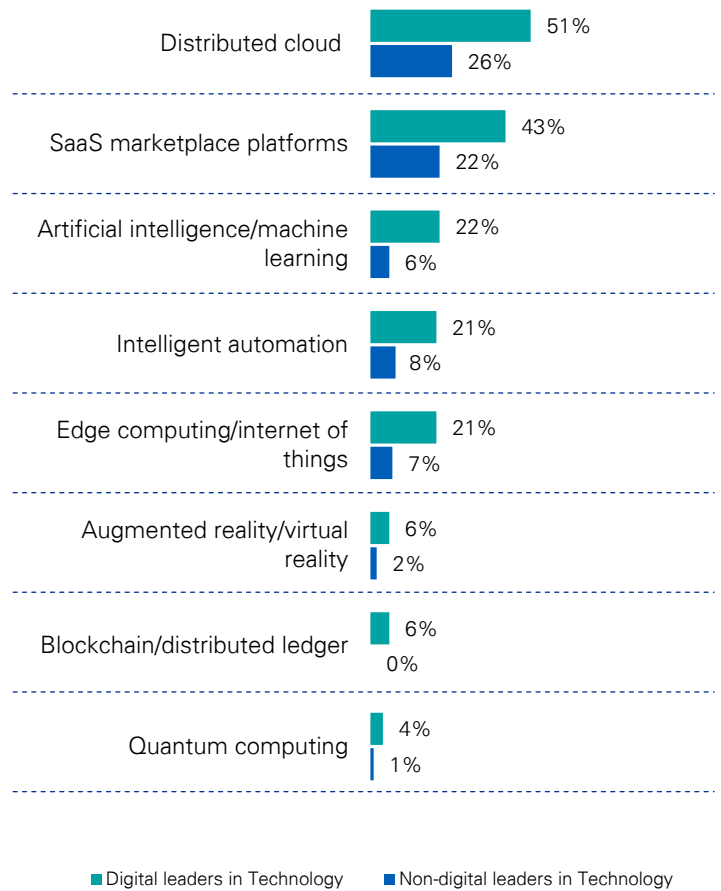 Distributed cloud
51%
26%
SaaS marketplace platforms
43%
22%
Artificial intelligence/machine
learning
22%
6%
Intelligent automation
21%
8%
Edge computing/internet of
things
21%
7%
Augmented reality/virtual
reality
6%
2%
Blockchain/distributed ledger
6%
0%
Quantum computing
4%
1%
Digital leaders in Technology
Non-digital leaders in Technology